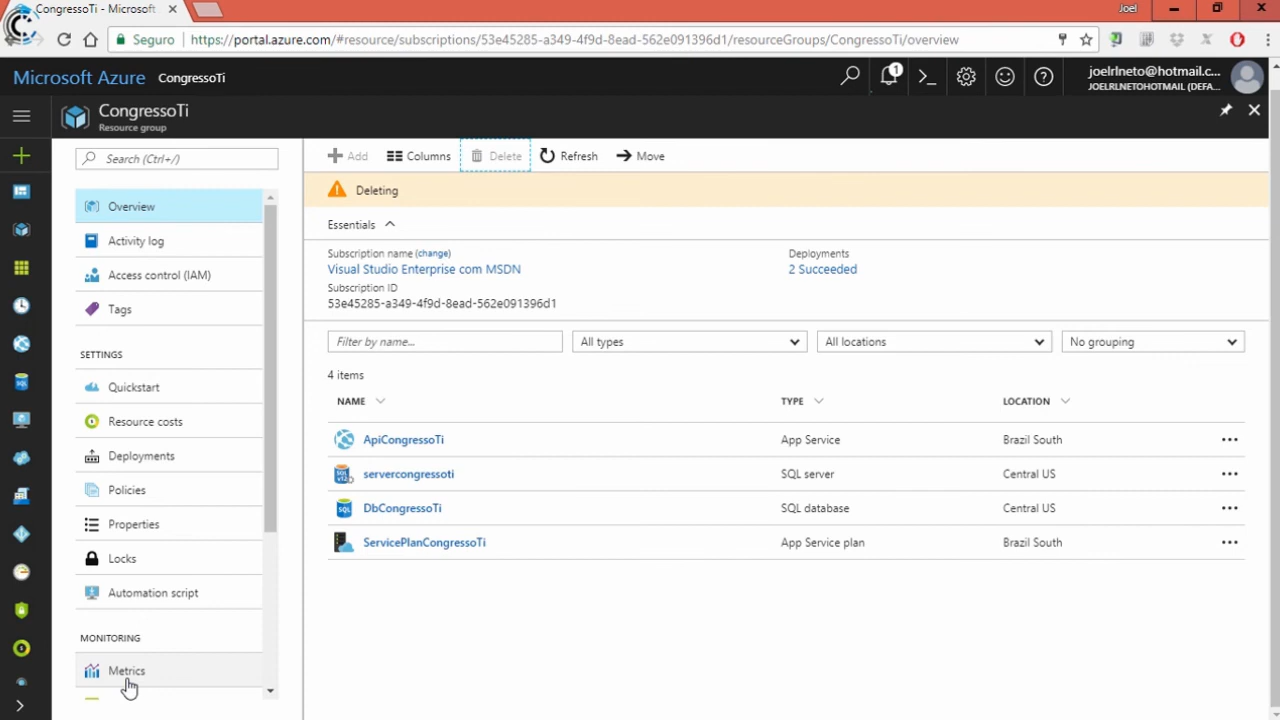 CongressoTi - Microsoft
Joel
Seguro
https://portal.azure.com/#resource/subscriptions/53e45285-a349-4f9d-8ead-562e091396d1/resourceGroups/CongressoTi/overview
Microsoft Azure CongressoTi
1
joelrlneto@hotmail.c...
JOELRLNETOHOTMAIL (DEFA...
CongressoTi
Resource group
Search (Ctrl+/)
Add Columns Delete Refresh Move
Overview
Deleting
Essentials
Activity log
Subscription name (change)
Deployments
Visual Studio Enterprise com MSDN
2 Succeeded
Access control (IAM)
Subscription ID
53e45285-a349-4f9d-8ead-562e091396d1
Tags
Filter by name...
All types
All locations
No grouping
SETTINGS
4 items
Quickstart
NAME TYPE LOCATION
Resource costs
ApiCongressoTi App Service Brazil South ...
Deployments
servercongressoti SQL server Central US ...
Policies
DbCongressoTi SQL database Central US ...
Properties
ServicePlanCongressoTi App Service plan Brazil South ...
Locks
Automation script
MONITORING
Metrics